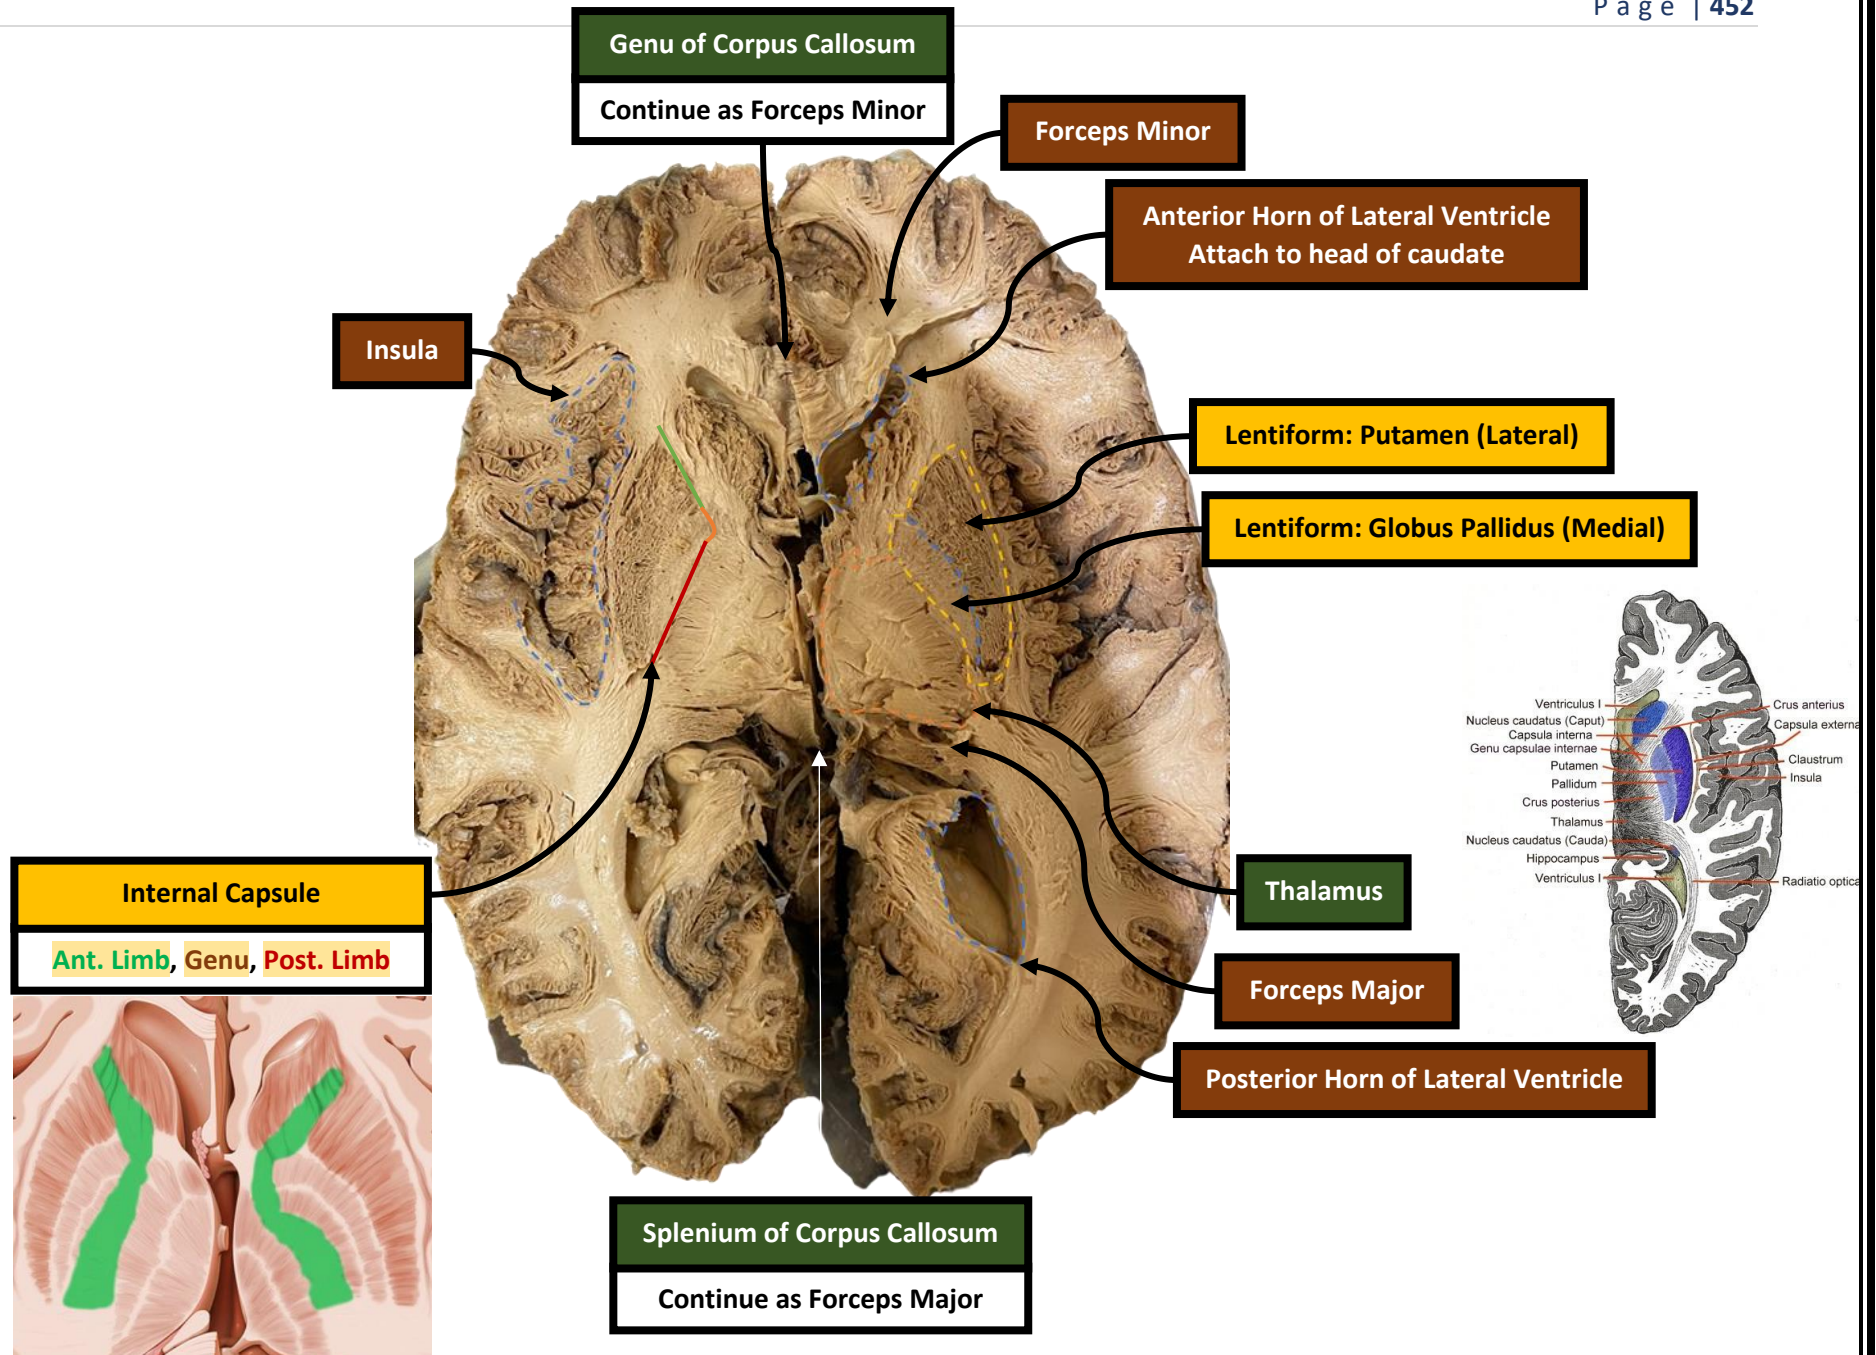 Page | 452
Genu of Corpus Callosum
Continue as Forceps Minor
Forceps Minor
Anterior Horn of Lateral Ventricle
Attach to head of caudate
Insula
Lentiform: Putamen (Lateral)
Lentiform: Globus Pallidus (Medial)
Ventriculus I
Nucleus caudatus (Caput)
Capsula interna
Genu capsulae internae
Putamen
Pallidum
Crus posterius
Thalamus
Nucleus caudatus (Cauda)
Hippocampus
Ventriculus I
Crus anterius
Capsula externa
Claustrum
Insula
Radiatio optica
Internal Capsule
Ant. Limb, Genu, Post. Limb
Thalamus
Forceps Major
Posterior Horn of Lateral Ventricle
Splenium of Corpus Callosum
Continue as Forceps Major